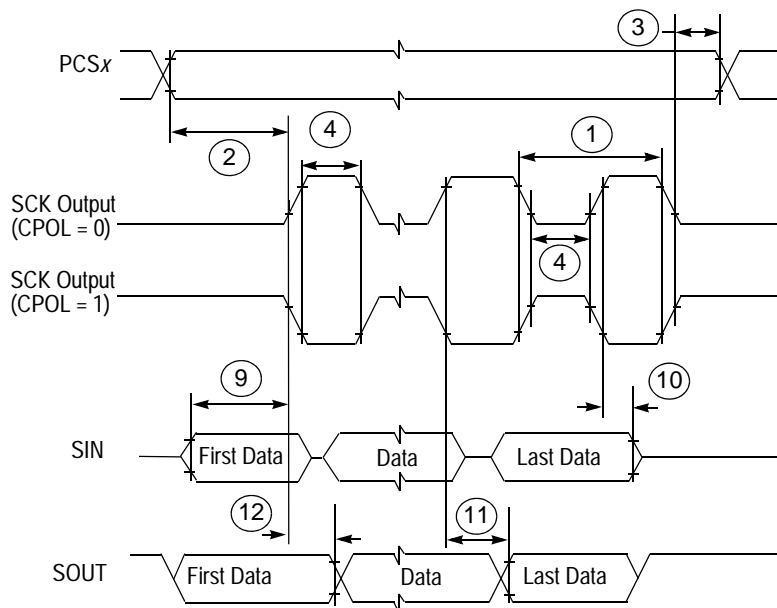 3
PCSx
2
4
1
SCK Output
(CPOL = 0)
4
SCK Output
(CPOL = 1)
9
10
SIN
First Data
Data
Last Data
12
11
SOUT
First Data
Data
Last Data